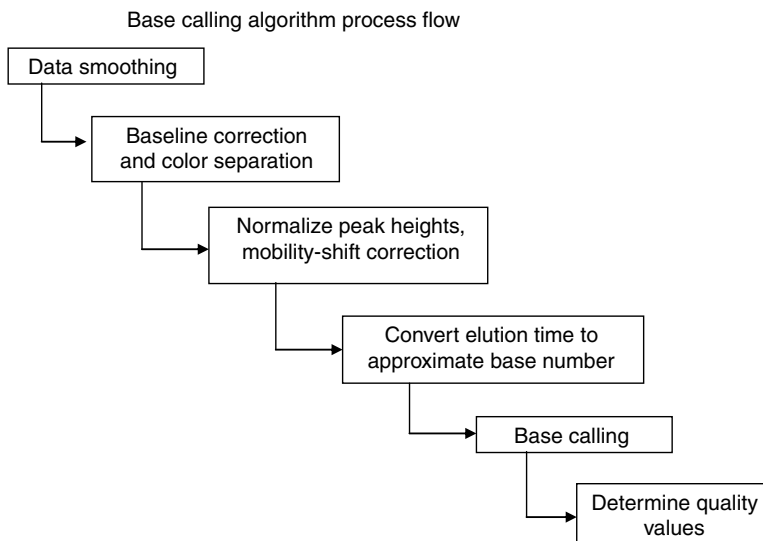 Base calling algorithm process flow
Data smoothing
Baseline correction
and color separation
Normalize peak heights,
mobility-shift correction
Convert elution time to
approximate base number
Base calling
Determine quality
values